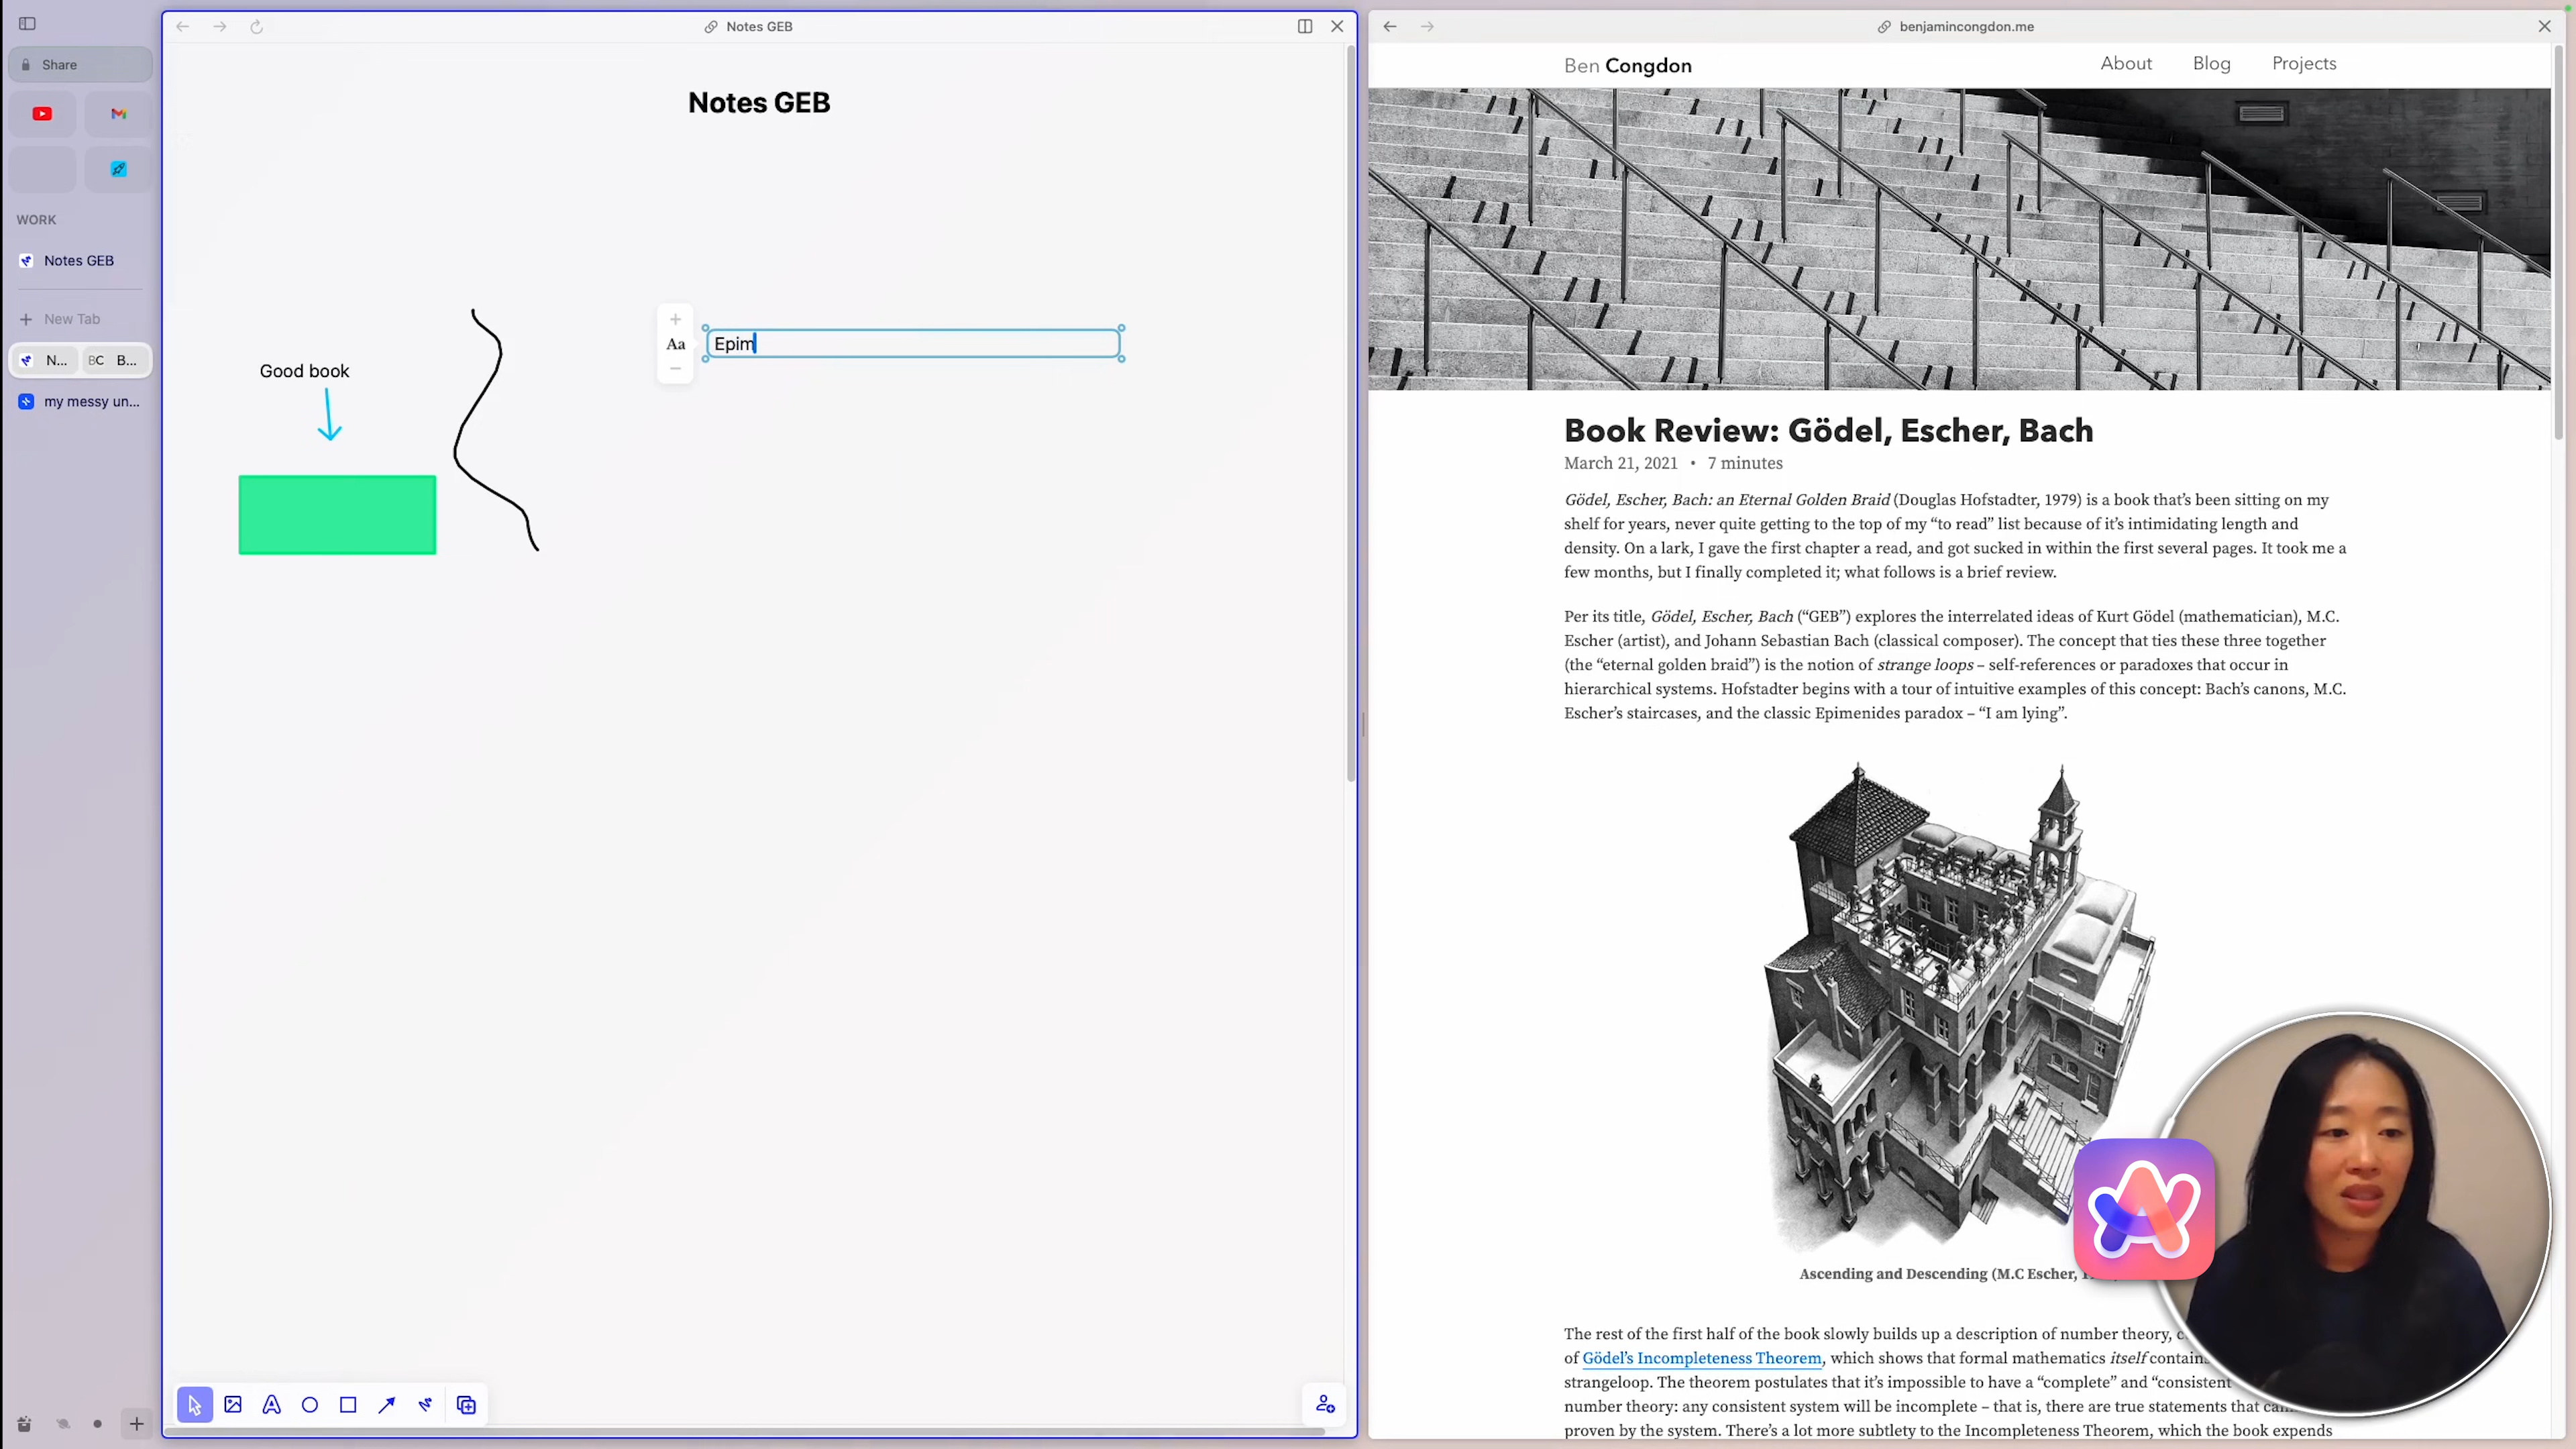 Share
WORK
Notes GEB
New Tab
N...
BC B...
my messy un...
Notes GEB
Notes GEB
Good book
Aa
Epim
benjamincongdon.me
Ben Congdon
About Blog Projects
Book Review: Gödel, Escher, Bach
March 21, 2021 • 7 minutes
Gödel, Escher, Bach: an Eternal Golden Braid (Douglas Hofstadter, 1979) is a book that's been sitting on my
shelf for years, never quite getting to the top of my “to read” list because of it's intimidating length and
density. On a lark, I gave the first chapter a read, and got sucked in within the first several pages. It took me a
few months, but I finally completed it; what follows is a brief review.
Per its title, Gödel, Escher, Bach (“GEB”) explores the interrelated ideas of Kurt Gödel (mathematician), M.C.
Escher (artist), and Johann Sebastian Bach (classical composer). The concept that ties these three together
(the “eternal golden braid”) is the notion of strange loops – self-references or paradoxes that occur in
hierarchical systems. Hofstadter begins with a tour of intuitive examples of this concept: Bach's canons, M.C.
Escher's staircases, and the classic Epimenides paradox – “I am lying”.
Ascending and Descending (M.C Escher,
The rest of the first half of the book slowly builds up a description of number theory,
of Gödel's Incompleteness Theorem, which shows that formal mathematics itself
strangeloop. The theorem postulates that it's impossible to have a “complete” and “consistent
number theory: any consistent system will be incomplete – that is, there are true statements that
proven by the system. There's a lot more subtlety to the Incompleteness Theorem, which the book expends